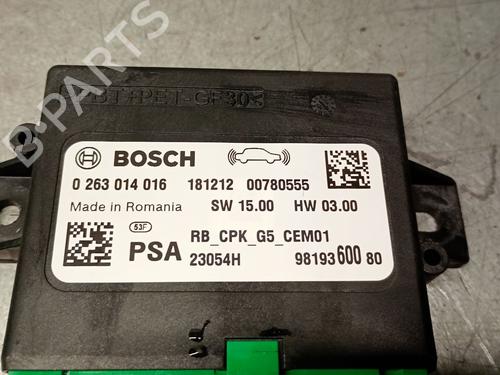 B-PARTS
>PBT+PET-GF30<
BOSCH
0 263 014 016 181212 00780555
Made in Romania SW 15.00 HW 03.00
53F
PSA RB_CPK_G5_CEM01
23054H 98193600 80